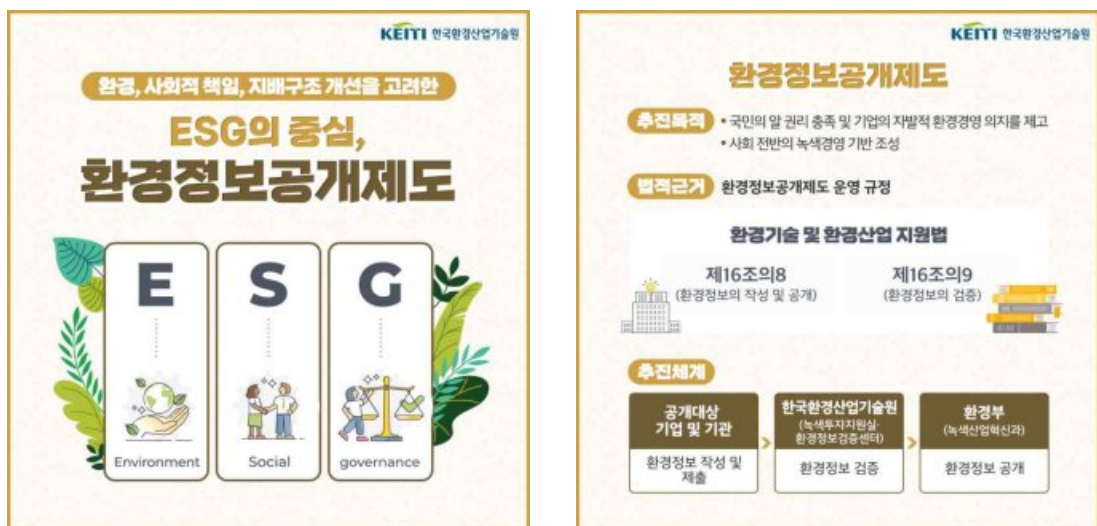 KEITI 한국환경산업기술원
환경, 사회적 책임, 지배구조 개선을 고려한
ESG의 중심,
환경정보공개제도
E
S
G
Environment
Social
governance
KEITI 한국환경산업기술원
환경정보공개제도
추진목적
• 국민의 알 권리 충족 및 기업의 자발적 환경경영 의지를 제고
• 사회 전반의 녹색경영 기반 조성
법적근거
환경정보공개제도 운영 규정
환경기술 및 환경산업 지원법
제16조의8
(환경정보의 작성 및 공개)
제16조의9
(환경정보의 검증)
추진체계
공개대상
기업 및 기관
환경정보 작성 및
제출
한국환경산업기술원
(녹색투자지원실·
환경정보검증센터)
환경정보 검증
환경부
(녹색산업혁신과)
환경정보 공개